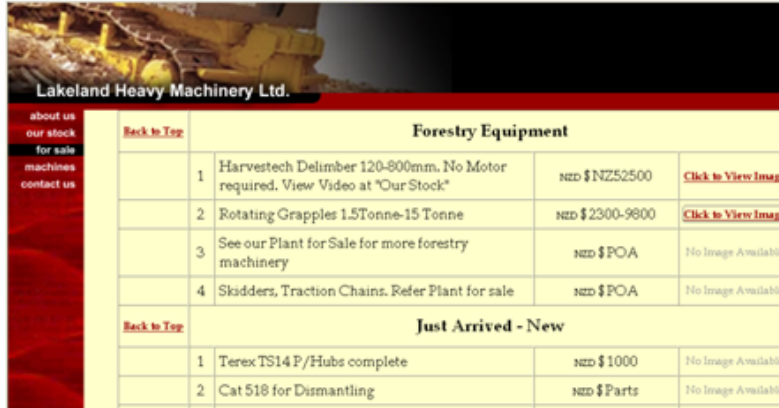 Lakeland Heavy Machinery Ltd.
about us
our stock
for sale
machines
contact us
Back to Top
Forestry Equipment
1 Harvestech Delimber 120-800mm. No Motor
required. View Video at "Our Stock"
NZD $NZ52500
Click to View Imag
2 Rotating Grapples 1.5Tonne-15 Tonne
NZD $2300-9800
Click to View Imag
3 See our Plant for Sale for more forestry
machinery
NZD $POA
No Image Availabl
4 Skidders, Traction Chains. Refer Plant for sale
NZD $POA
No Image Availabl
Back to Top
Just Arrived - New
1 Terex TS14 P/Hubs complete
NZD $1000
No Image Availabl
2 Cat 518 for Dismantling
NZD $Parts
No Image Availabl